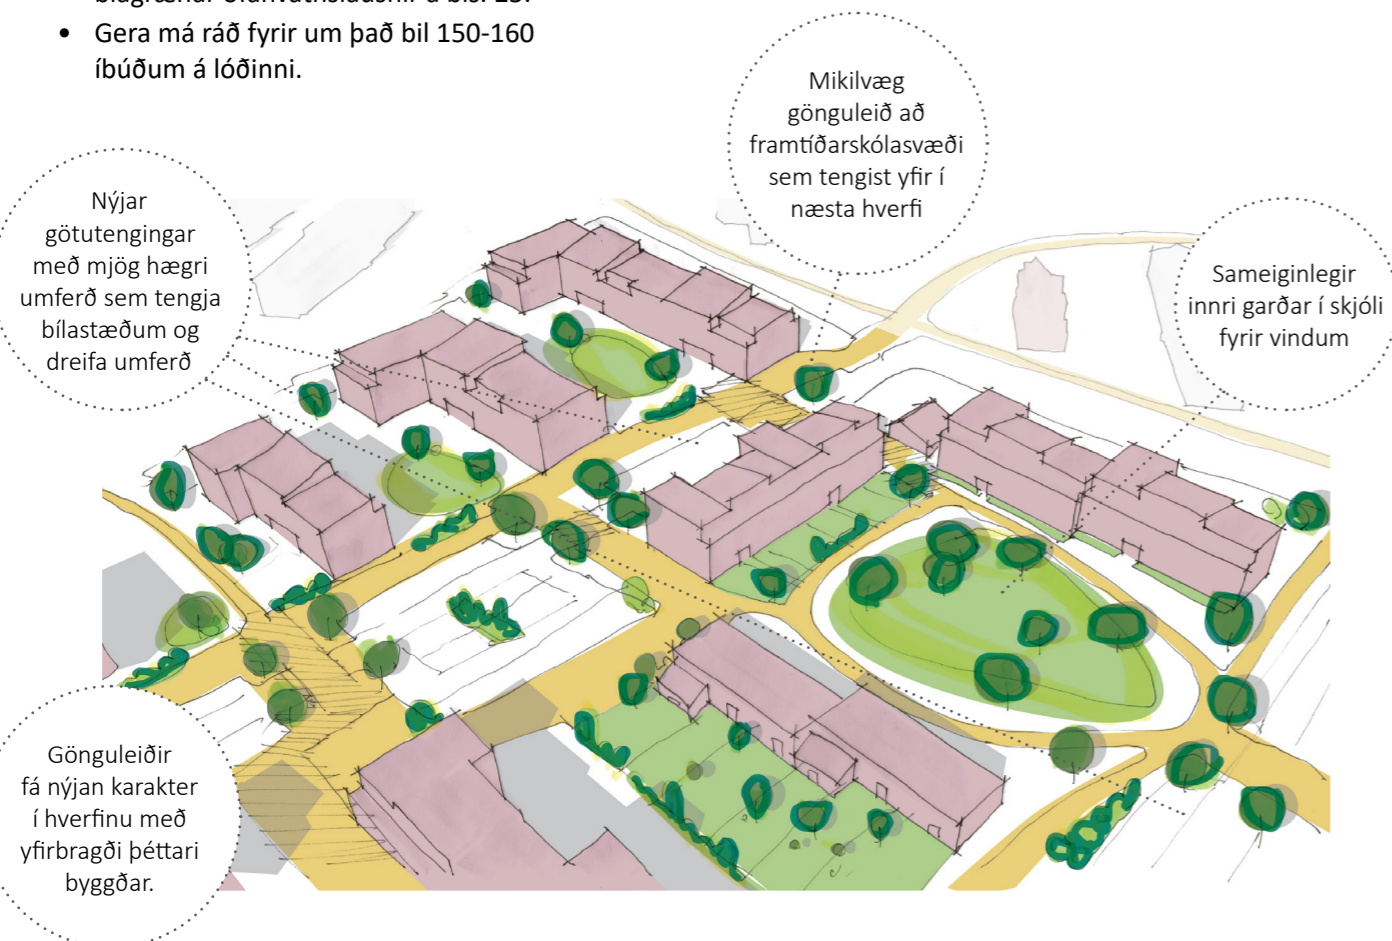 • Gera má ráð fyrir um það bil 150-160
íbúðum á lóðinni.
Mikilvæg
gönguleið að
framtíðarskólasvæði
sem tengist yfir í
næsta hverfi
Nýjar
götutengingar
með mjög hægri
umferð sem tengja
bílastæðum og
dreifa umferð
Sameiginlegir
innri garðar í skjóli
fyrir vindum
Gönguleiðir
fá nýjan karakter
í hverfinu með
yfirbragði þéttari
byggðar.